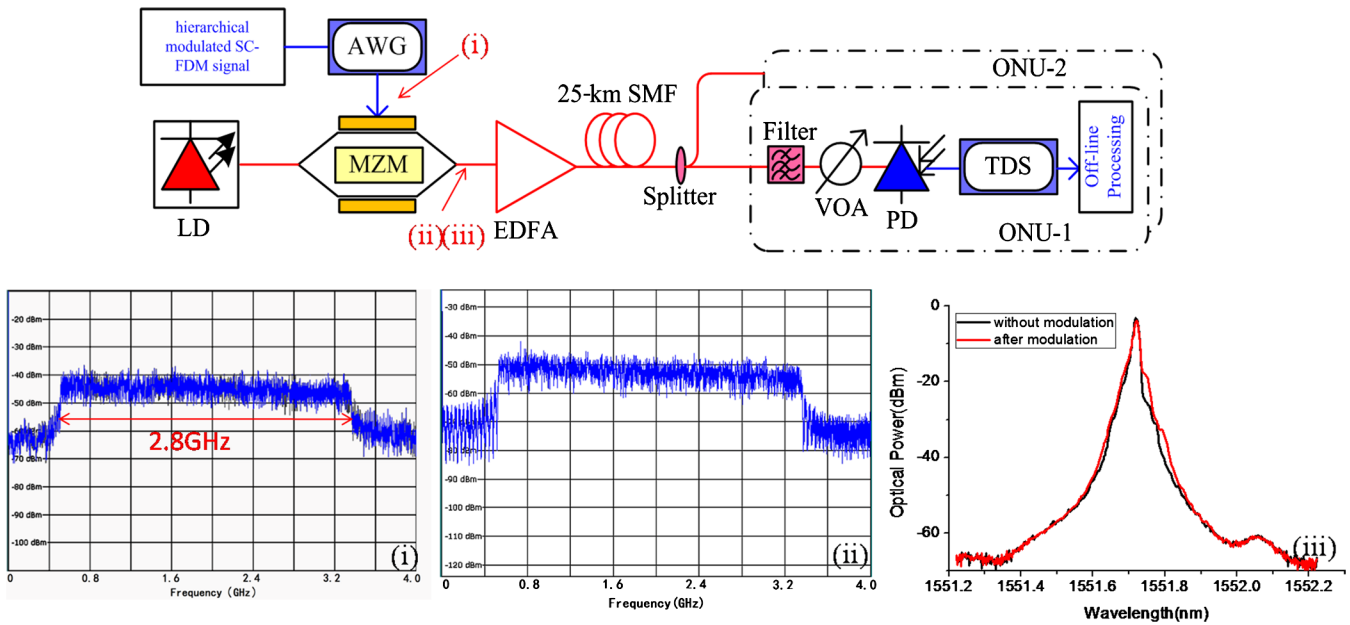 hierarchical
modulated SC-
FDM signal
AWG
(i)
LD
MZM
(ii)(iii)
EDFA
25-km SMF
Splitter
ONU-2
Filter
VOA
PD
TDS
Off-line
Processing
ONU-1
-20 dBm
-30 dBm
-40 dBm
-50 dBm
-60 dBm
-70 dBm
-80 dBm
-90 dBm
-100 dBm
2.8GHz
(i)
0 0.8 1.6 2.4 3.2 4.0
Frequency (GHz)
-30 dBm
-40 dBm
-50 dBm
-60 dBm
-70 dBm
-80 dBm
-90 dBm
-100 dBm
-110 dBm
-120 dBm
(ii)
0 0.8 1.6 2.4 3.2 4.0
Frequency(GHz)
without modulation
after modulation
Optical Power(dBm)
0
-20
-40
-60
(iii)
1551.2 1551.4 1551.6 1551.8 1552.0 1552.2
Wavelength(nm)